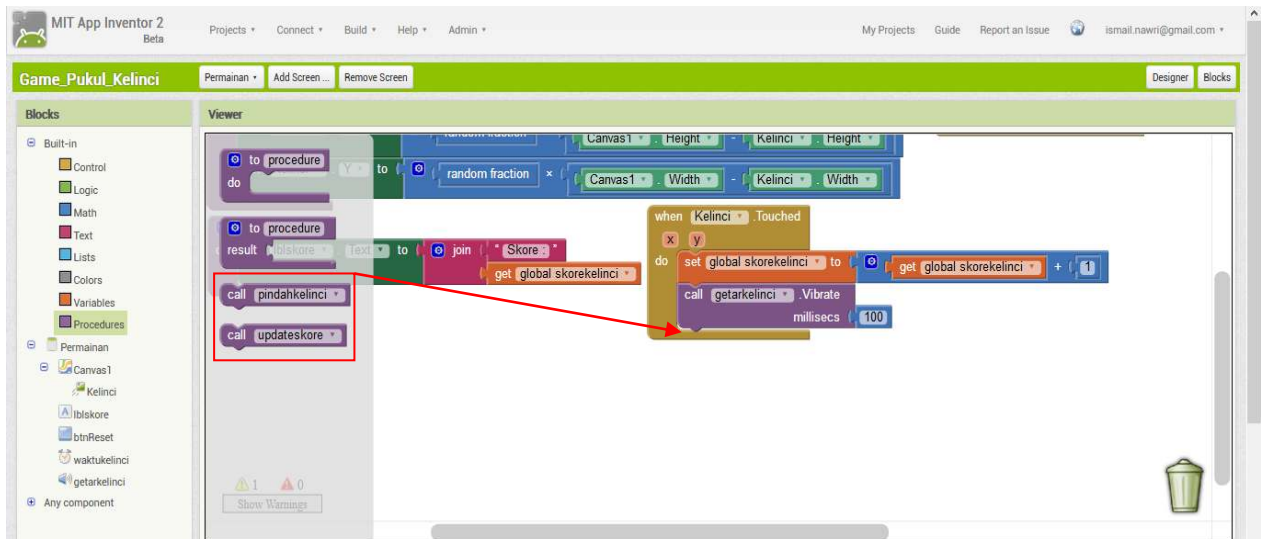 MIT App Inventor 2
Beta
Projects Connect Build Help Admin
My Projects Guide Report an Issue ismail.nawri@gmail.com
Game_Pukul_Kelinci
Permainan Add Screen ... Remove Screen
Designer Blocks
Blocks
Viewer
Built-in
Control
Logic
Math
Text
Lists
Colors
Variables
Procedures
Permainan
Canvas1
Kelinci
lblskore
btnReset
waktukelinci
getarkelinci
Any component
random fraction Canvas1 . Height - Kelinci . Height
to procedure
do
Y to random fraction × Canvas1 . Width - Kelinci . Width
to procedure
result lblskore . Text to join " Skore : "
get global skorekelinci
call pindahkelinci
call updateskore
when Kelinci .Touched
x y
do set global skorekelinci to get global skorekelinci + 1
call getarkelinci .Vibrate
millisecs 100
1 0
Show Warnings